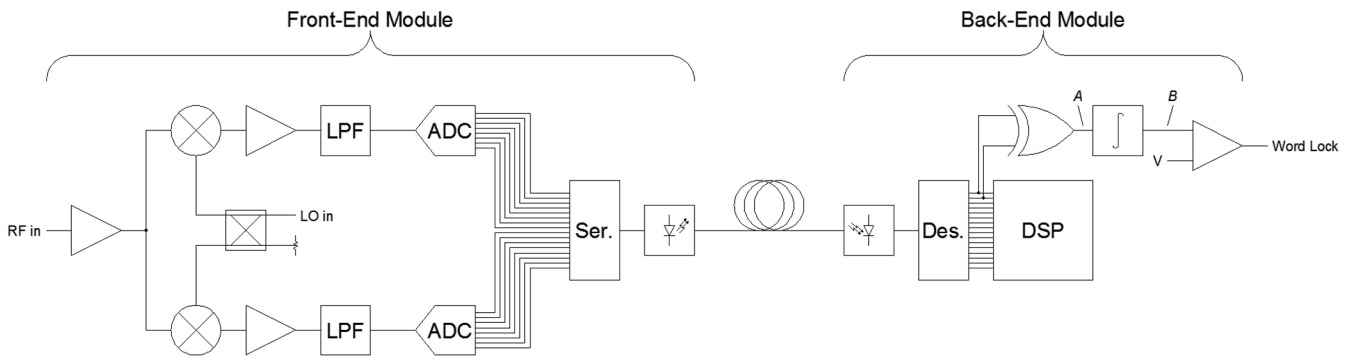 Front-End Module
Back-End Module
A
B
LPF
ADC
∫
Word Lock
V
LO in
RF in
Ser.
Des.
DSP
LPF
ADC